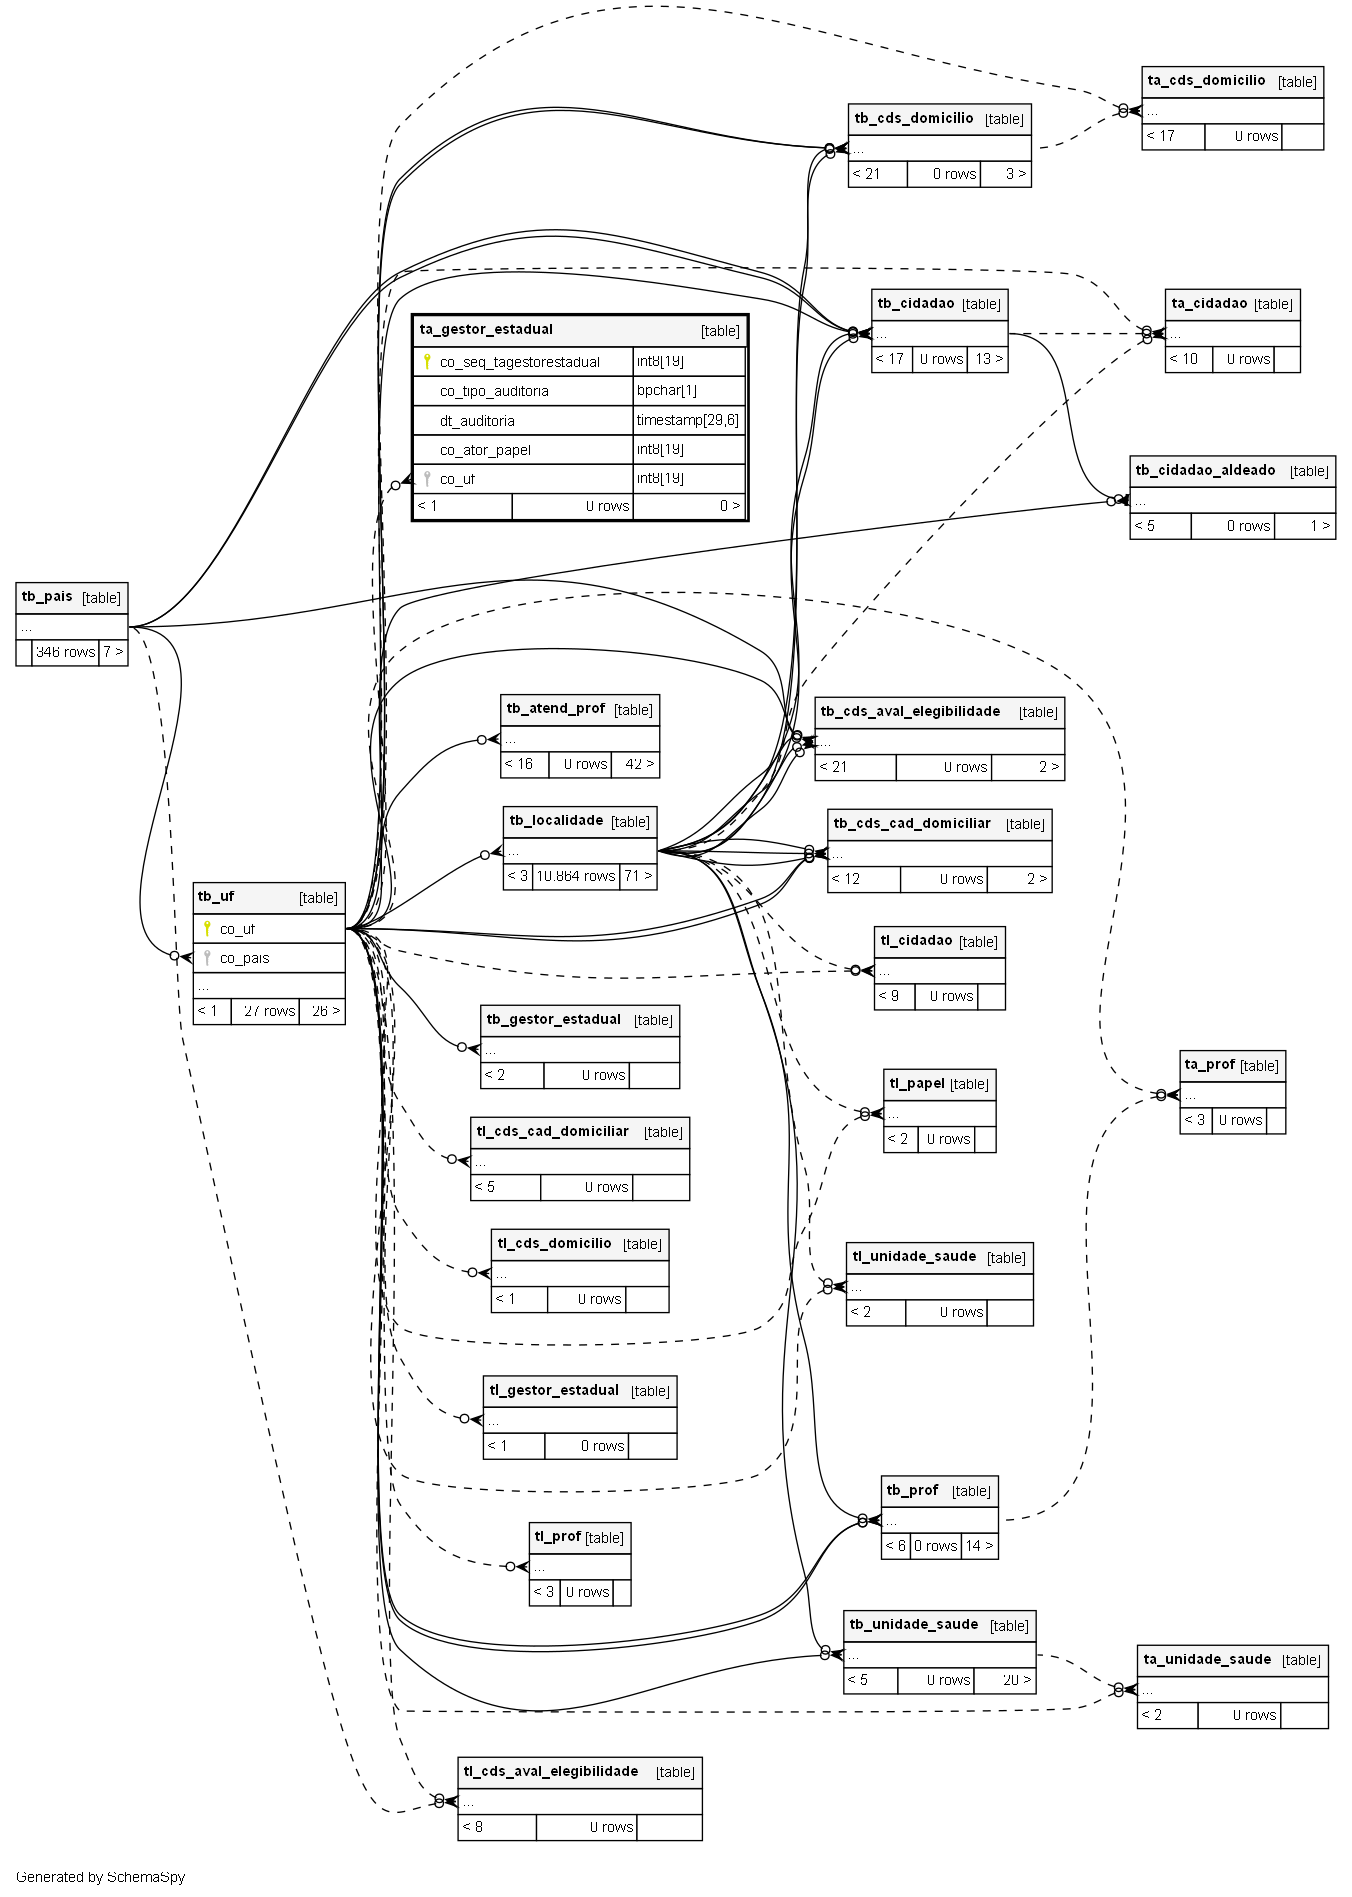 ta_cds_domicilio [table]
...
< 17 0 rows
tb_cds_domicilio [table]
...
< 21 0 rows 3 >
tb_cidadao [table]
...
< 17 0 rows 13 >
ta_cidadao [table]
...
< 10 0 rows
ta_gestor_estadual [table]
co_seq_tagestorestadual int8[19]
co_tipo_auditoria bpchar[1]
dt_auditoria timestamp[29,6]
co_ator_papel int8[19]
co_uf int8[19]
< 1 0 rows 0 >
tb_cidadao_aldeado [table]
...
< 5 0 rows 1 >
tb_pais [table]
...
346 rows 7 >
tb_atend_prof [table]
...
< 16 0 rows 42 >
tb_cds_aval_elegibilidade [table]
...
< 21 0 rows 2 >
tb_localidade [table]
...
< 3 10.864 rows 71 >
tb_cds_cad_domiciliar [table]
...
< 12 0 rows 2 >
tb_uf [table]
co_uf
co_pais
...
< 1 27 rows 26 >
tl_cidadao [table]
...
< 9 0 rows
tb_gestor_estadual [table]
...
< 2 0 rows
tl_papel [table]
...
< 2 0 rows
ta_prof [table]
...
< 3 0 rows
tl_cds_cad_domiciliar [table]
...
< 5 0 rows
tl_cds_domicilio [table]
...
< 1 0 rows
tl_unidade_saude [table]
...
< 2 0 rows
tl_gestor_estadual [table]
...
< 1 0 rows
tb_prof [table]
...
< 6 0 rows 14 >
tl_prof [table]
...
< 3 0 rows
tb_unidade_saude [table]
...
< 5 0 rows 20 >
ta_unidade_saude [table]
...
< 2 0 rows
tl_cds_aval_elegibilidade [table]
...
< 8 0 rows
Generated by SchemaSpy